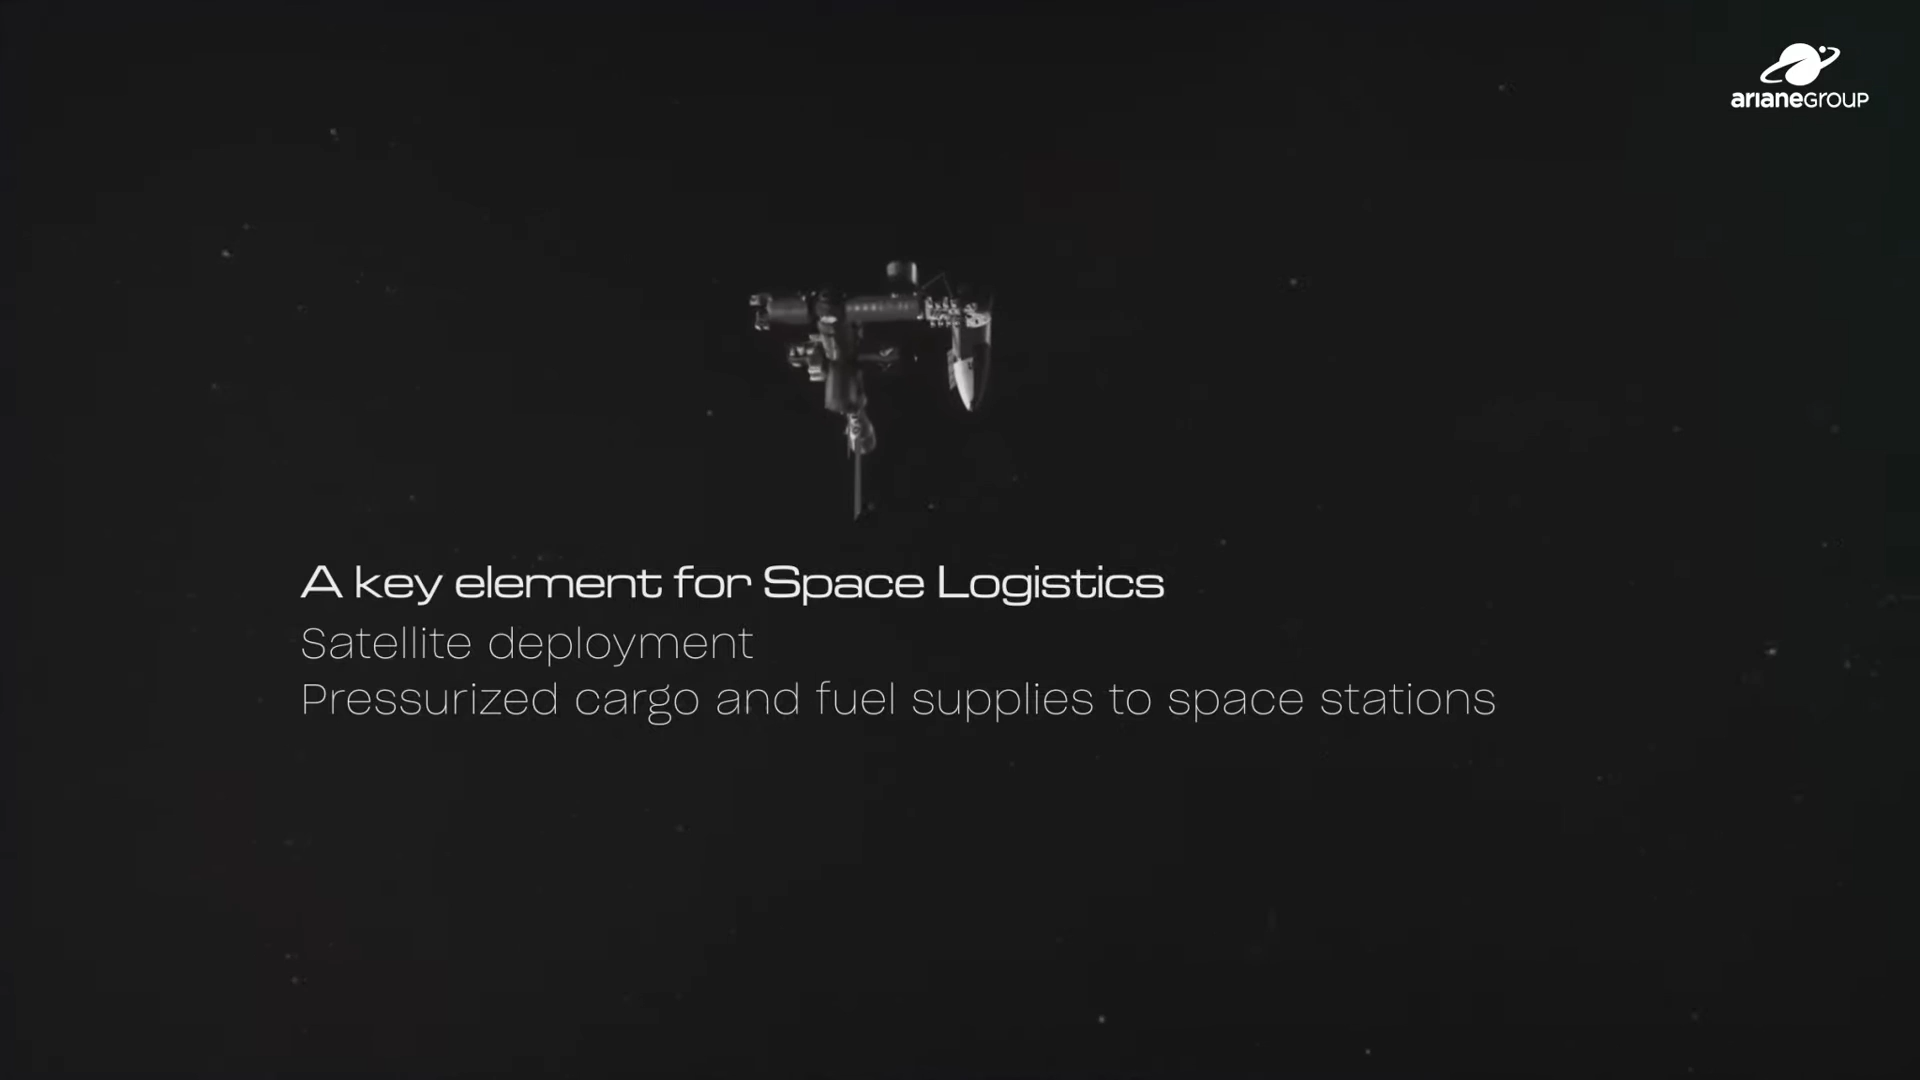 arianeGROUP
A key element for Space Logistics
Satellite deployment
Pressurized cargo and fuel supplies to space stations